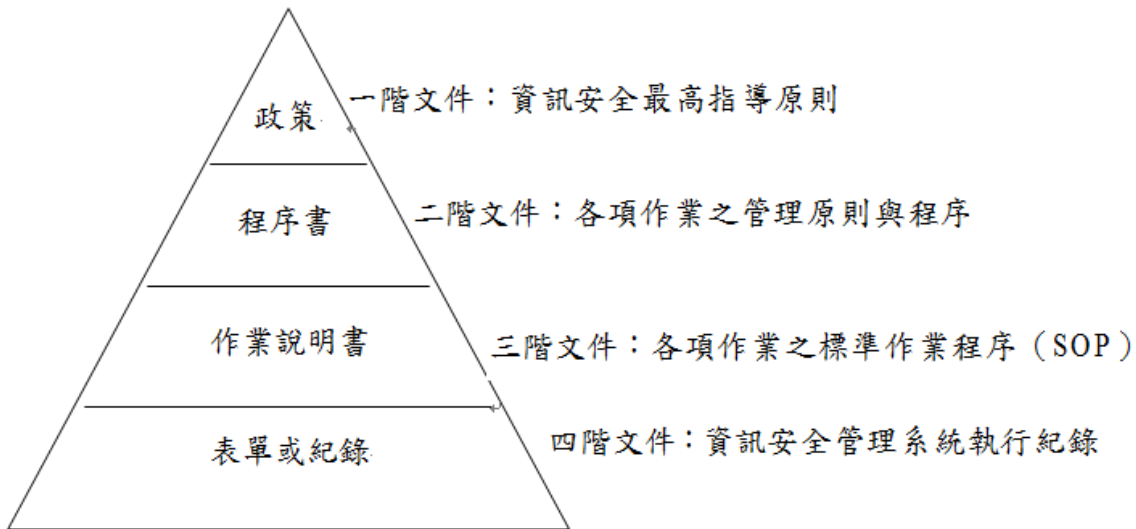 政策
一階文件：資訊安全最高指導原則
程序書
二階文件：各項作業之管理原則與程序
作業說明書
三階文件：各項作業之標準作業程序（SOP）
表單或紀錄
四階文件：資訊安全管理系統執行紀錄